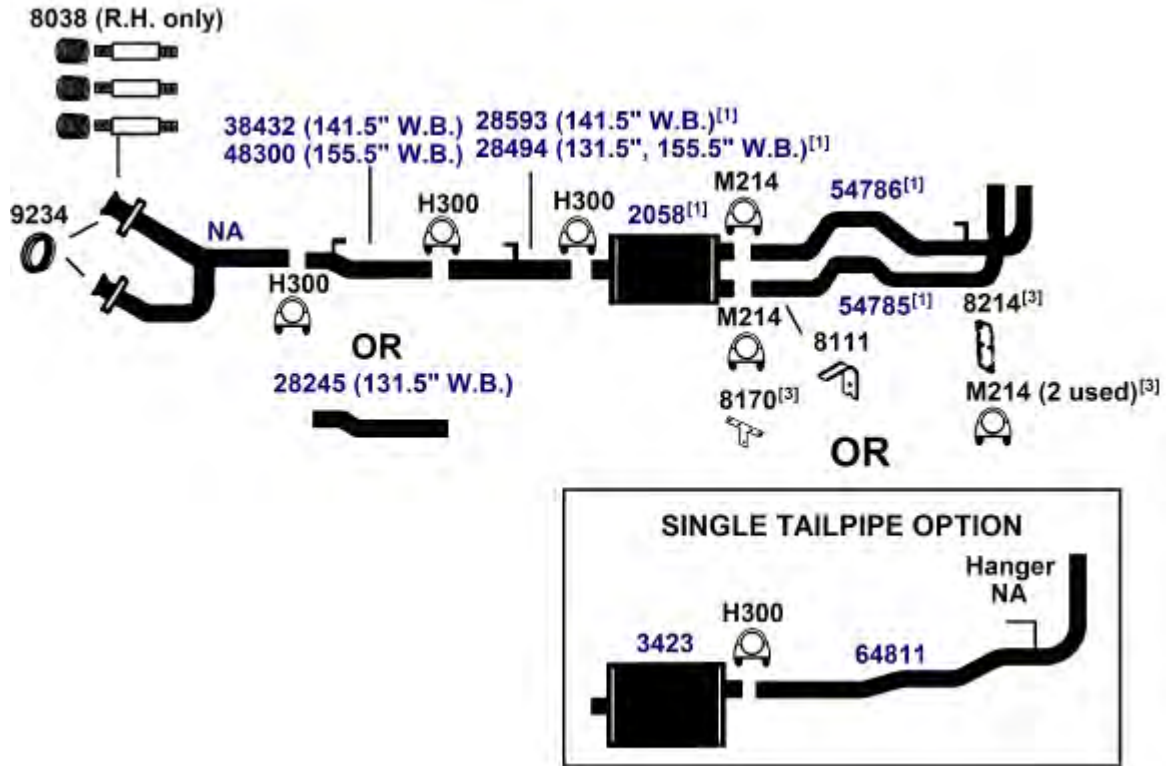 8038 (R.H. only)
38432 (141.5" W.B.)
48300 (155.5" W.B.)
28593 (141.5" W.B.)[1]
28494 (131.5", 155.5" W.B.)[1]
9234
NA
H300
H300
H300
2058[1]
M214
54786[1]
OR
28245 (131.5" W.B.)
M214
8170[3]
8111
54785[1]
8214[3]
M214 (2 used)[3]
OR
SINGLE TAILPIPE OPTION
Hanger
NA
H300
3423
64811